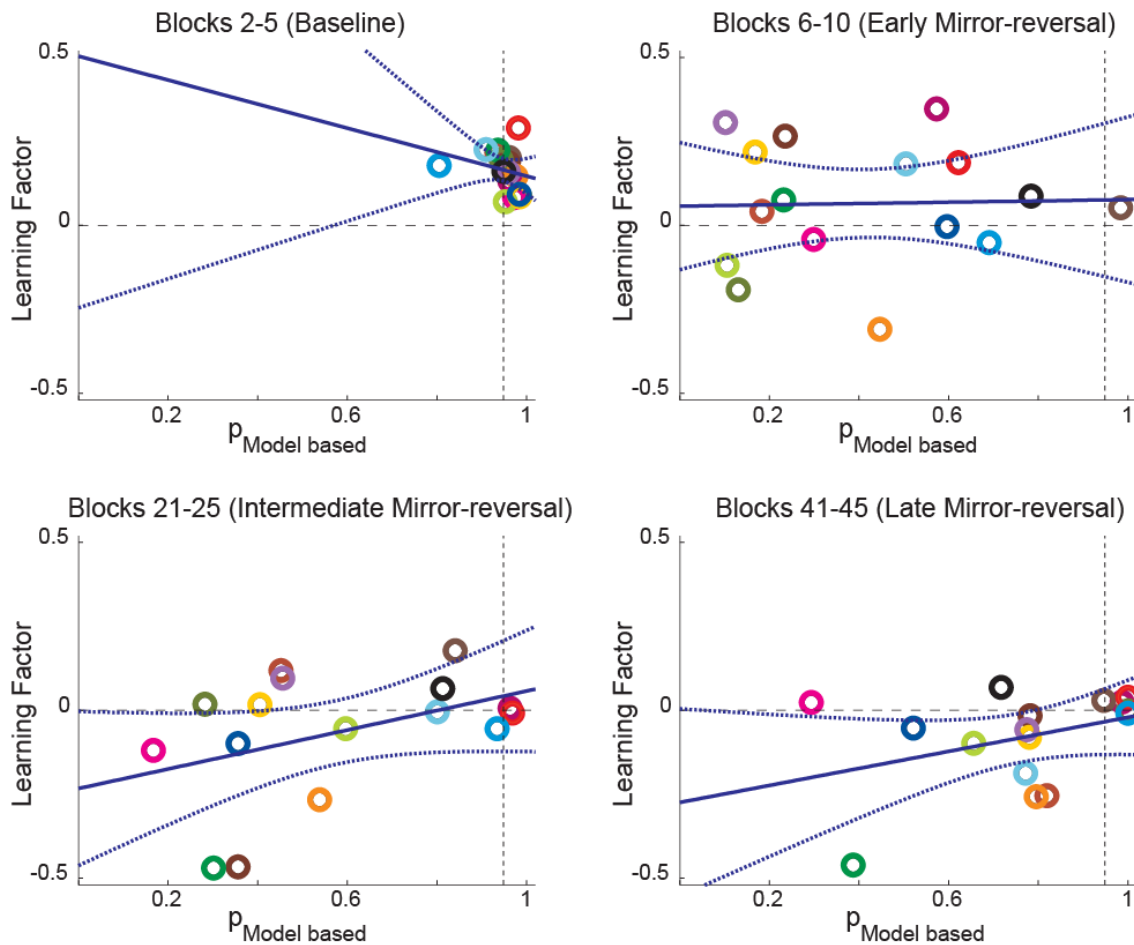 Blocks 2-5 (Baseline)
0.5
0
-0.5
Learning Factor
0.2
0.6
1
pModel based
Blocks 6-10 (Early Mirror-reversal)
0.5
0
-0.5
Learning Factor
0.2
0.6
1
pModel based
Blocks 21-25 (Intermediate Mirror-reversal)
0.5
0
-0.5
Learning Factor
0.2
0.6
1
pModel based
Blocks 41-45 (Late Mirror-reversal)
0.5
0
-0.5
Learning Factor
0.2
0.6
1
pModel based